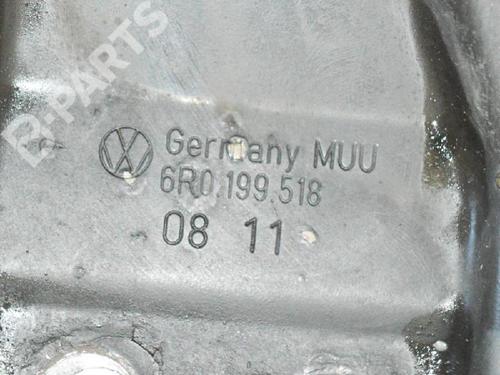 B-PARTS
Germany MUU
6R0.199.518
08 11